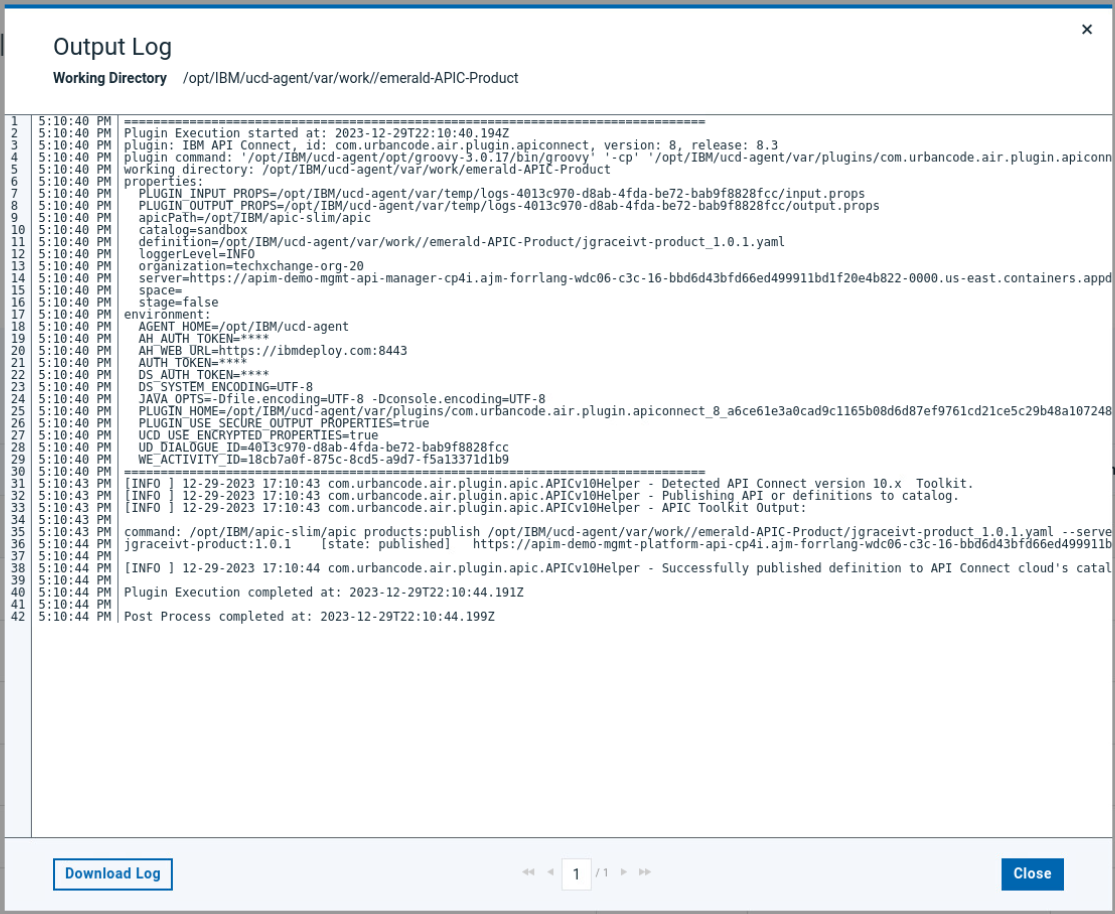 Output Log
Working Directory /opt/IBM/ucd-agent/var/work//emerald-APIC-Product
1 5:10:40 PM ================================================================================
2 5:10:40 PM Plugin Execution started at: 2023-12-29T22:10:40.194Z
3 5:10:40 PM plugin: IBM API Connect, id: com.urbancode.air.plugin.apiconnect, version: 8, release: 8.3
4 5:10:40 PM plugin command: '/opt/IBM/ucd-agent/opt/groovy-3.0.17/bin/groovy' '-cp' '/opt/IBM/ucd-agent/var/plugins/com.urbancode.air.plugin.apiconn
5 5:10:40 PM working directory: /opt/IBM/ucd-agent/var/work/emerald-APIC-Product
6 5:10:40 PM properties:
7 5:10:40 PM PLUGIN_INPUT_PROPS=/opt/IBM/ucd-agent/var/temp/logs-4013c970-d8ab-4fda-be72-bab9f8828fcc/input.props
8 5:10:40 PM PLUGIN_OUTPUT_PROPS=/opt/IBM/ucd-agent/var/temp/logs-4013c970-d8ab-4fda-be72-bab9f8828fcc/output.props
9 5:10:40 PM apicPath=/opt/IBM/apic-slim/apic
10 5:10:40 PM catalog=sandbox
11 5:10:40 PM definition=/opt/IBM/ucd-agent/var/work//emerald-APIC-Product/jgraceivt-product_1.0.1.yaml
12 5:10:40 PM loggerLevel=INFO
13 5:10:40 PM organization=techxchange-org-20
14 5:10:40 PM server=https://apim-demo-mgmt-api-manager-cp4i.ajm-forrlang-wdc06-c3c-16-bbd6d43bfd66ed499911bd1f20e4b822-0000.us-east.containers.appd
15 5:10:40 PM space=
16 5:10:40 PM stage=false
17 5:10:40 PM environment:
18 5:10:40 PM AGENT_HOME=/opt/IBM/ucd-agent
19 5:10:40 PM AH_AUTH_TOKEN=****
20 5:10:40 PM AH_WEB_URL=https://ibmdeploy.com:8443
21 5:10:40 PM AUTH_TOKEN=****
22 5:10:40 PM DS_AUTH_TOKEN=****
23 5:10:40 PM DS_SYSTEM_ENCODING=UTF-8
24 5:10:40 PM JAVA_OPTS=-Dfile.encoding=UTF-8 -Dconsole.encoding=UTF-8
25 5:10:40 PM PLUGIN_HOME=/opt/IBM/ucd-agent/var/plugins/com.urbancode.air.plugin.apiconnect_8_a6ce61e3a0cad9c1165b08d6d87ef9761cd21ce5c29b48a107248
26 5:10:40 PM PLUGIN_USE_SECURE_OUTPUT_PROPERTIES=true
27 5:10:40 PM UCD_USE_ENCRYPTED_PROPERTIES=true
28 5:10:40 PM UD_DIALOGUE_ID=4013c970-d8ab-4fda-be72-bab9f8828fcc
29 5:10:40 PM WE_ACTIVITY_ID=18cb7a0f-875c-8cd5-a9d7-f5a13371d1b9
30 5:10:40 PM ================================================================================
31 5:10:43 PM [INFO ] 12-29-2023 17:10:43 com.urbancode.air.plugin.apic.APICv10Helper - Detected API Connect version 10.x  Toolkit.
32 5:10:43 PM [INFO ] 12-29-2023 17:10:43 com.urbancode.air.plugin.apic.APICv10Helper - Publishing API or definitions to catalog.
33 5:10:43 PM [INFO ] 12-29-2023 17:10:43 com.urbancode.air.plugin.apic.APICv10Helper - APIC Toolkit Output:
34 5:10:43 PM
35 5:10:43 PM command: /opt/IBM/apic-slim/apic products:publish /opt/IBM/ucd-agent/var/work//emerald-APIC-Product/jgraceivt-product_1.0.1.yaml --serve
36 5:10:44 PM jgraceivt-product:1.0.1 [state: published] https://apim-demo-mgmt-platform-api-cp4i.ajm-forrlang-wdc06-c3c-16-bbd6d43bfd66ed499911b
37 5:10:44 PM
38 5:10:44 PM [INFO ] 12-29-2023 17:10:44 com.urbancode.air.plugin.apic.APICv10Helper - Successfully published definition to API Connect cloud's catal
39 5:10:44 PM
40 5:10:44 PM Plugin Execution completed at: 2023-12-29T22:10:44.191Z
41 5:10:44 PM
42 5:10:44 PM Post Process completed at: 2023-12-29T22:10:44.199Z
Download Log 1 / 1 Close